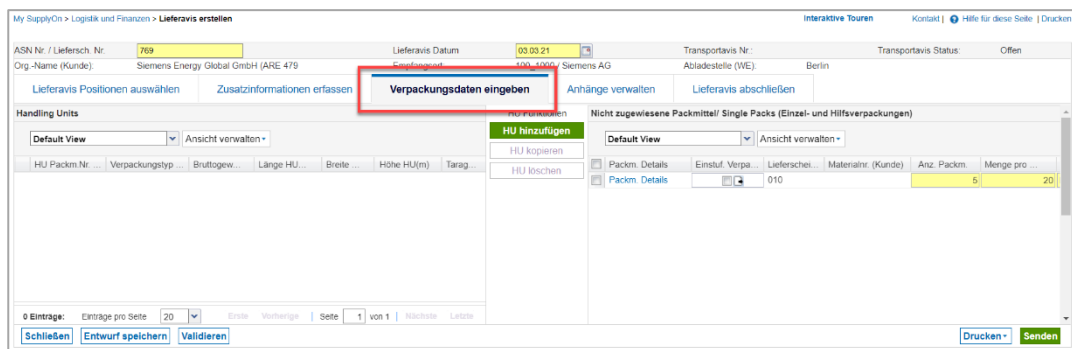 My SupplyOn > Logistik und Finanzen > Lieferavis erstellen Interaktive Touren Kontakt | Hilfe für diese Seite | Drucken
ASN Nr. / Liefersch. Nr. 769 Lieferavis Datum 03.03.21 Transportavis Nr.: Transportavis Status: Offen
Org.-Name (Kunde): Siemens Energy Global GmbH (ARE 479 Empfangsort: 100_1000 / Siemens AG Abladestelle (WE): Berlin
Lieferavis Positionen auswählen Zusatzinformationen erfassen Verpackungsdaten eingeben Anhänge verwalten Lieferavis abschließen
Handling Units HU Funktionen Nicht zugewiesene Packmittel/ Single Packs (Einzel- und Hilfsverpackungen)
Default View Ansicht verwalten HU hinzufügen Default View Ansicht verwalten
HU kopieren
HU Packm.Nr. ... Verpackungstyp ... Bruttogew... Länge HU... Breite ... Höhe HU(m) Tarag... HU löschen Packm. Details Einstuf. Verpa... Lieferschei... Materialnr. (Kunde) Anz. Packm. Menge pro ...
Packm. Details 010 5 20
0 Einträge: Einträge pro Seite 20 Erste Vorherige | Seite 1 von 1 | Nächste Letzte
Schließen Entwurf speichern Validieren Drucken Senden